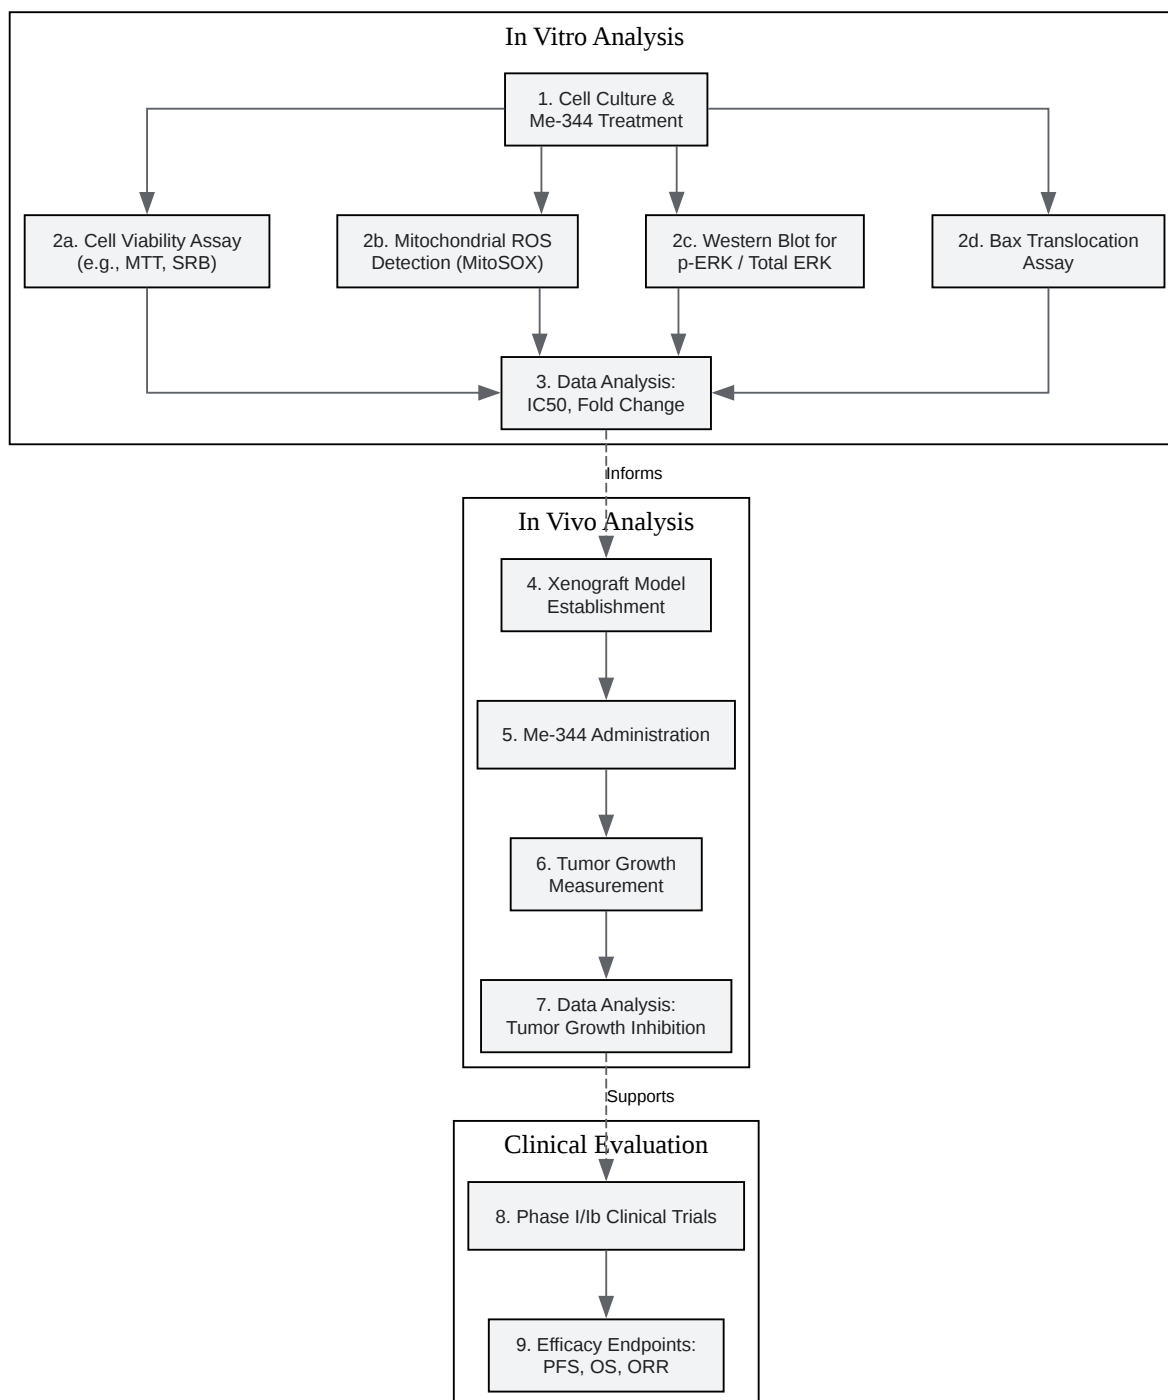 In Vitro Analysis
1. Cell Culture &
Me-344 Treatment
2a. Cell Viability Assay
(e.g., MTT, SRB)
2b. Mitochondrial ROS
Detection (MitoSOX)
2c. Western Blot for
p-ERK / Total ERK
2d. Bax Translocation
Assay
3. Data Analysis:
IC50, Fold Change
Informs
In Vivo Analysis
4. Xenograft Model
Establishment
5. Me-344 Administration
6. Tumor Growth
Measurement
7. Data Analysis:
Tumor Growth Inhibition
Supports
Clinical Evaluation
8. Phase I/Ib Clinical Trials
9. Efficacy Endpoints:
PFS, OS, ORR